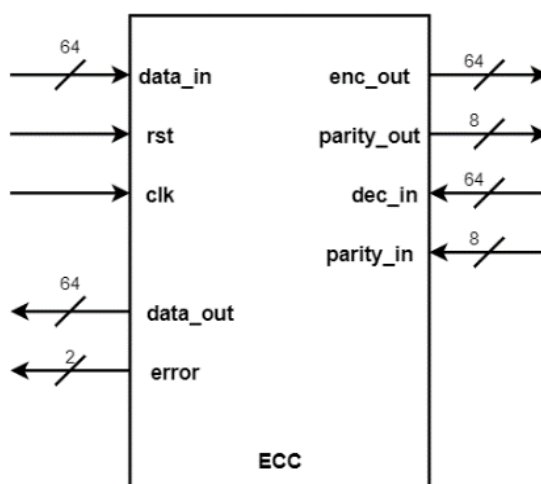 64 data_in enc_out 64
rst parity_out 8
clk dec_in 64
parity_in 8
64 data_out
2 error
ECC